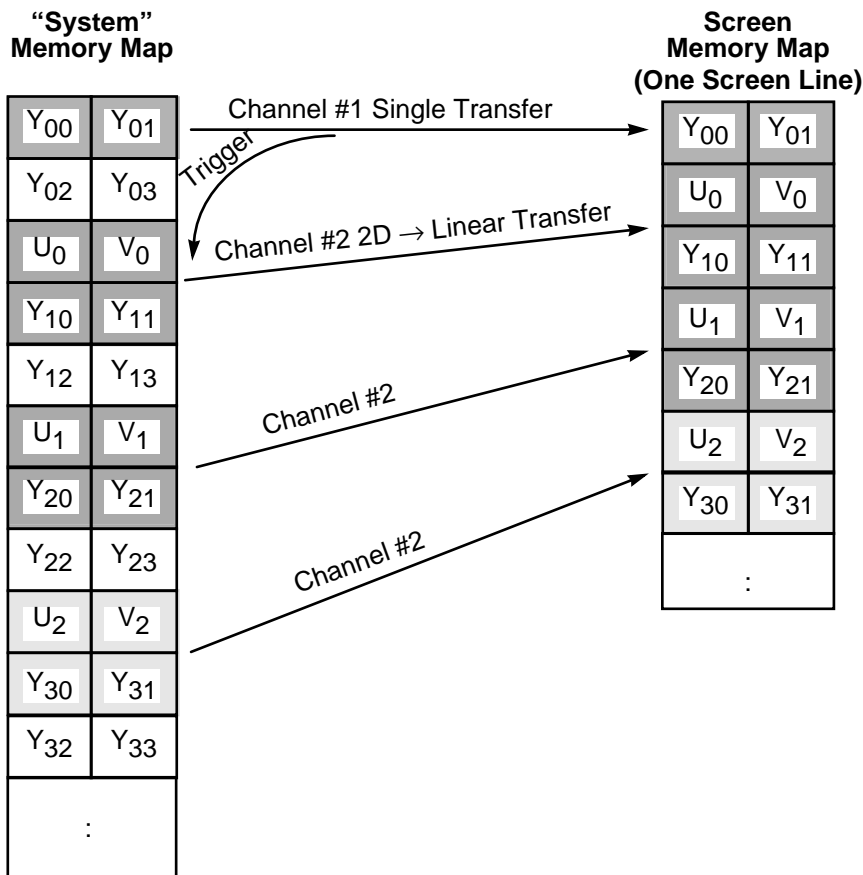 “System”
Memory Map
Screen
Memory Map
(One Screen Line)
Y00 Y01
Y02 Y03
U0 V0
Y10 Y11
Y12 Y13
U1 V1
Y20 Y21
Y22 Y23
U2 V2
Y30 Y31
Y32 Y33
:
Channel #1 Single Transfer
Trigger
Channel #2 2D → Linear Transfer
Channel #2
Channel #2
Y00 Y01
U0 V0
Y10 Y11
U1 V1
Y20 Y21
U2 V2
Y30 Y31
: